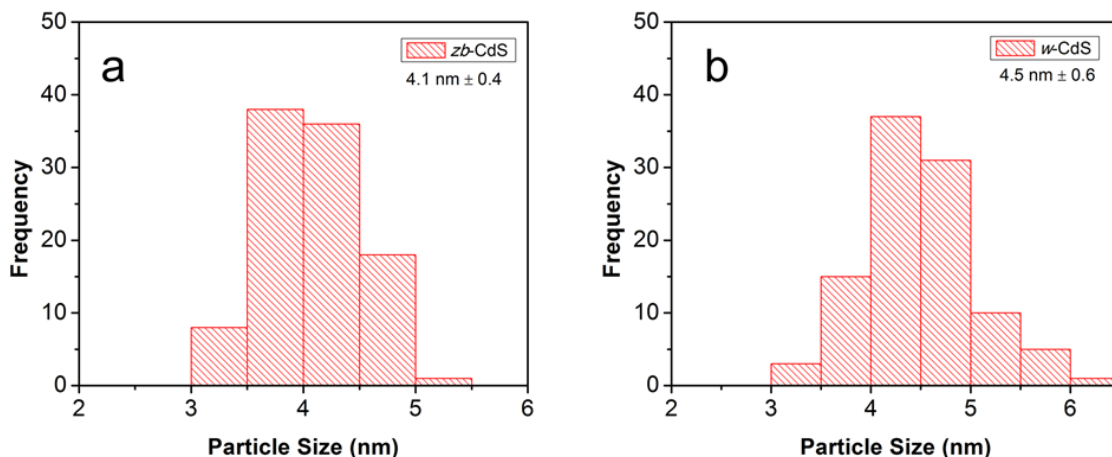 a
zb-CdS
4.1 nm ± 0.4
50
40
30
20
10
0
2 3 4 5 6
Frequency
Particle Size (nm)
b
w-CdS
4.5 nm ± 0.6
50
40
30
20
10
0
2 3 4 5 6
Frequency
Particle Size (nm)